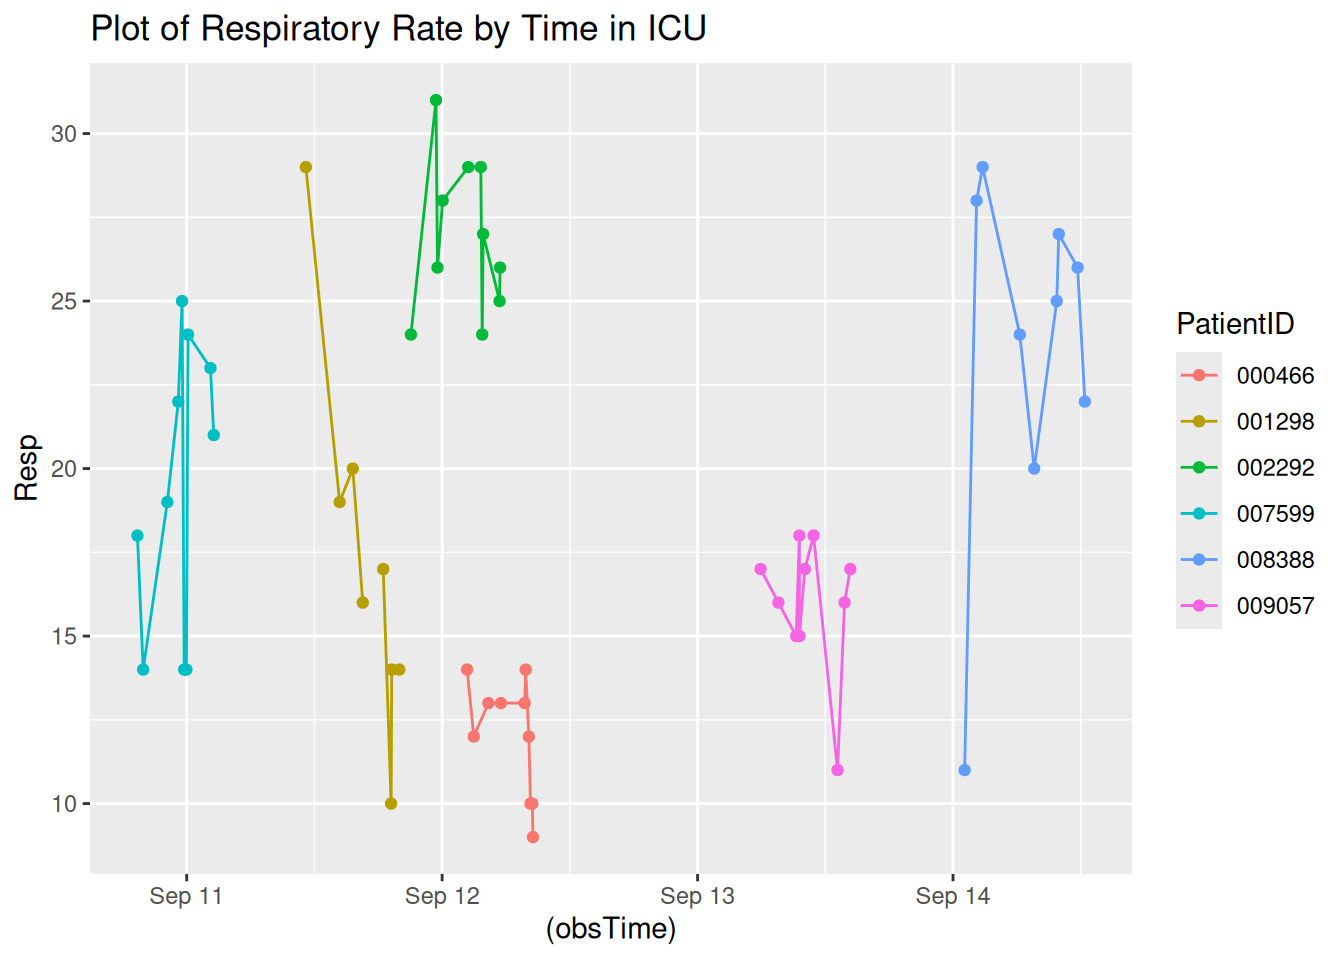 Plot of Respiratory Rate by Time in ICU
30
25
20
15
10
Resp
Sep 11
Sep 12
Sep 13
Sep 14
(obsTime)
PatientID
000466
001298
002292
007599
008388
009057